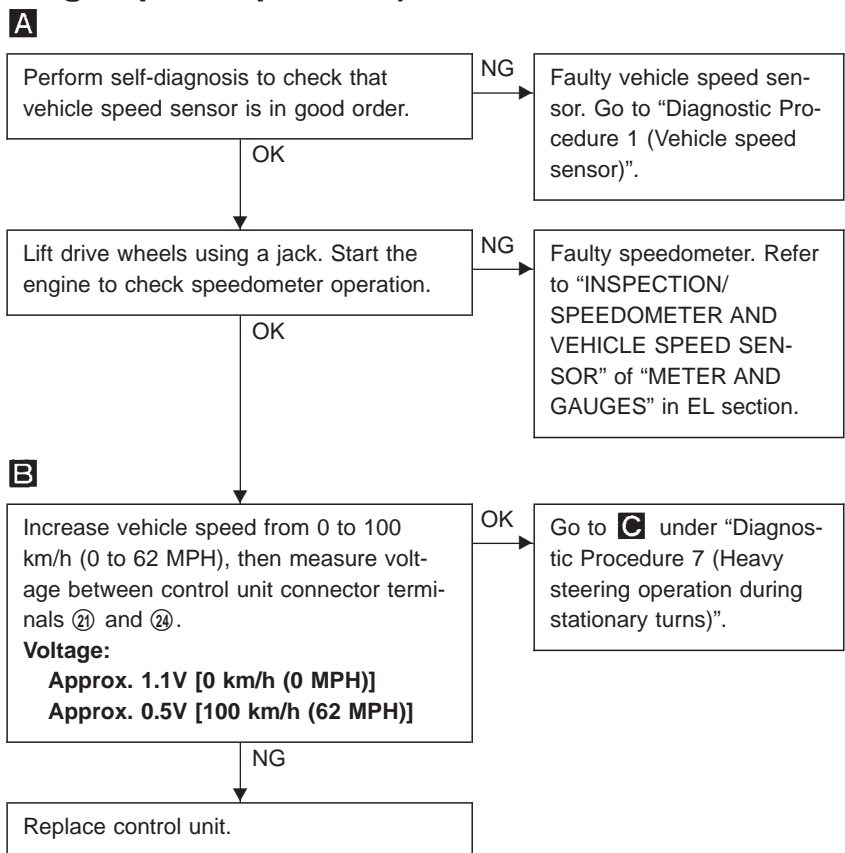 A
Perform self-diagnosis to check that
vehicle speed sensor is in good order.
NG
Faulty vehicle speed sen-
sor. Go to “Diagnostic Pro-
cedure 1 (Vehicle speed
sensor)”.
OK
Lift drive wheels using a jack. Start the
engine to check speedometer operation.
NG
Faulty speedometer. Refer
to “INSPECTION/
SPEEDOMETER AND
VEHICLE SPEED SEN-
SOR” of “METER AND
GAUGES” in EL section.
OK
B
Increase vehicle speed from 0 to 100
km/h (0 to 62 MPH), then measure volt-
age between control unit connector termi-
nals ㉑ and ㉔.
Voltage:
Approx. 1.1V [0 km/h (0 MPH)]
Approx. 0.5V [100 km/h (62 MPH)]
OK
Go to C under “Diagnos-
tic Procedure 7 (Heavy
steering operation during
stationary turns)”.
NG
Replace control unit.